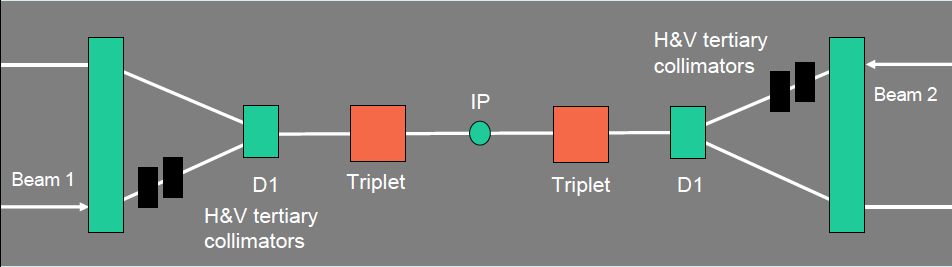 H&V tertiary
collimators
IP
Beam 2
Beam 1
D1
Triplet
Triplet
D1
H&V tertiary
collimators